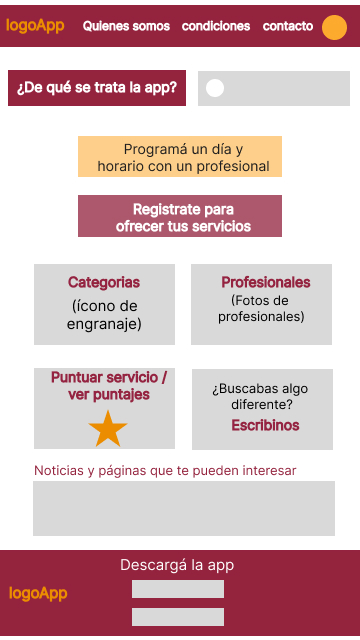 logoApp
Quienes somos condiciones contacto
¿De qué se trata la app?
Programá un día y
horario con un profesional
Registrate para
ofrecer tus servicios
Categorias
(ícono de
engranaje)
Profesionales
(Fotos de
profesionales)
Puntuar servicio /
ver puntajes
¿Buscabas algo
diferente?
Escribinos
Noticias y páginas que te pueden interesar
Descargá la app
logoApp